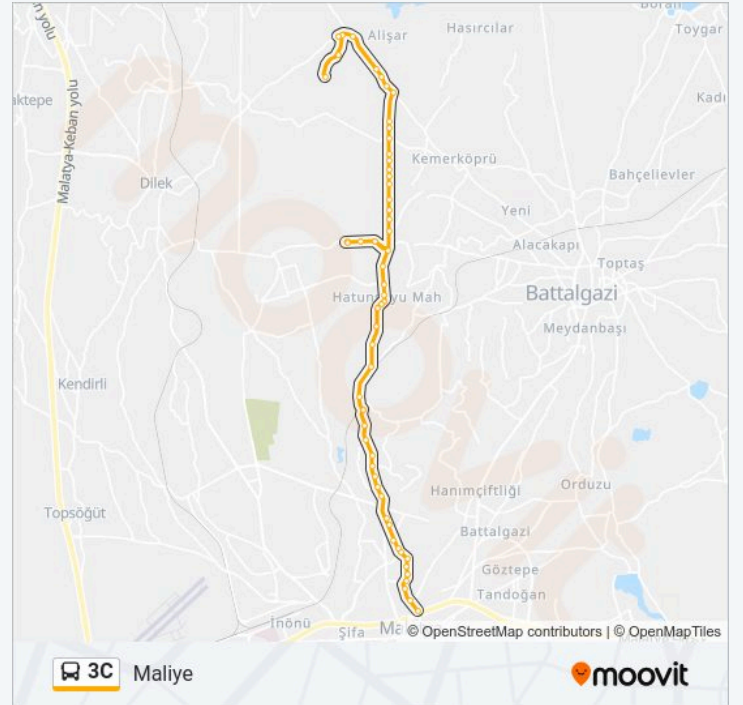 Boran
Alişar
Hasırcılar
Toygar
yolu
Kadı
Malatya-Keban yolu
Kemerköprü
Dilek
Bahçelievler
Yeni
Alacakapı
Toptaş
Hatunsuyu Mah
Battalgazi
Meydanbaşı
Kendirli
Hanımçiftliği
Orduzu
Topsöğüt
Battalgazi
Göztepe
Tandoğan
İnönü
Şifa
© OpenStreetMap contributors | © OpenMapTiles
3C Maliye
moovit